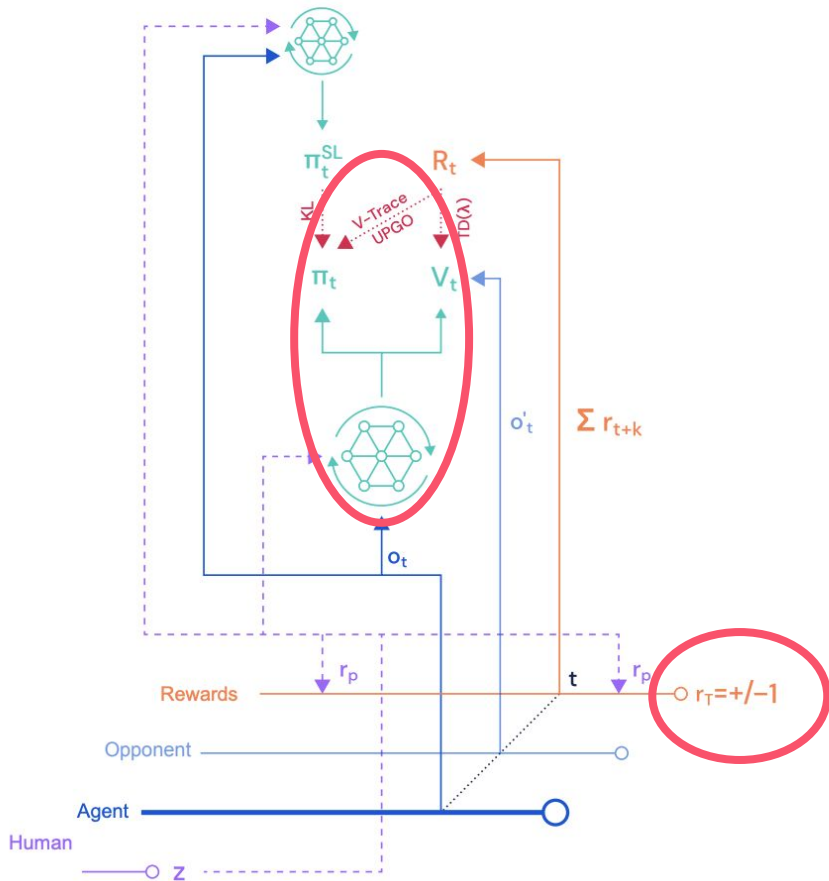 π_t^SL
R_t
KL
V-Trace
UPGO
TD(λ)
π_t
V_t
o'_t
Σ r_{t+k}
o_t
r_p
t
r_p
Rewards
r_T=+/−1
Opponent
Agent
Human
z